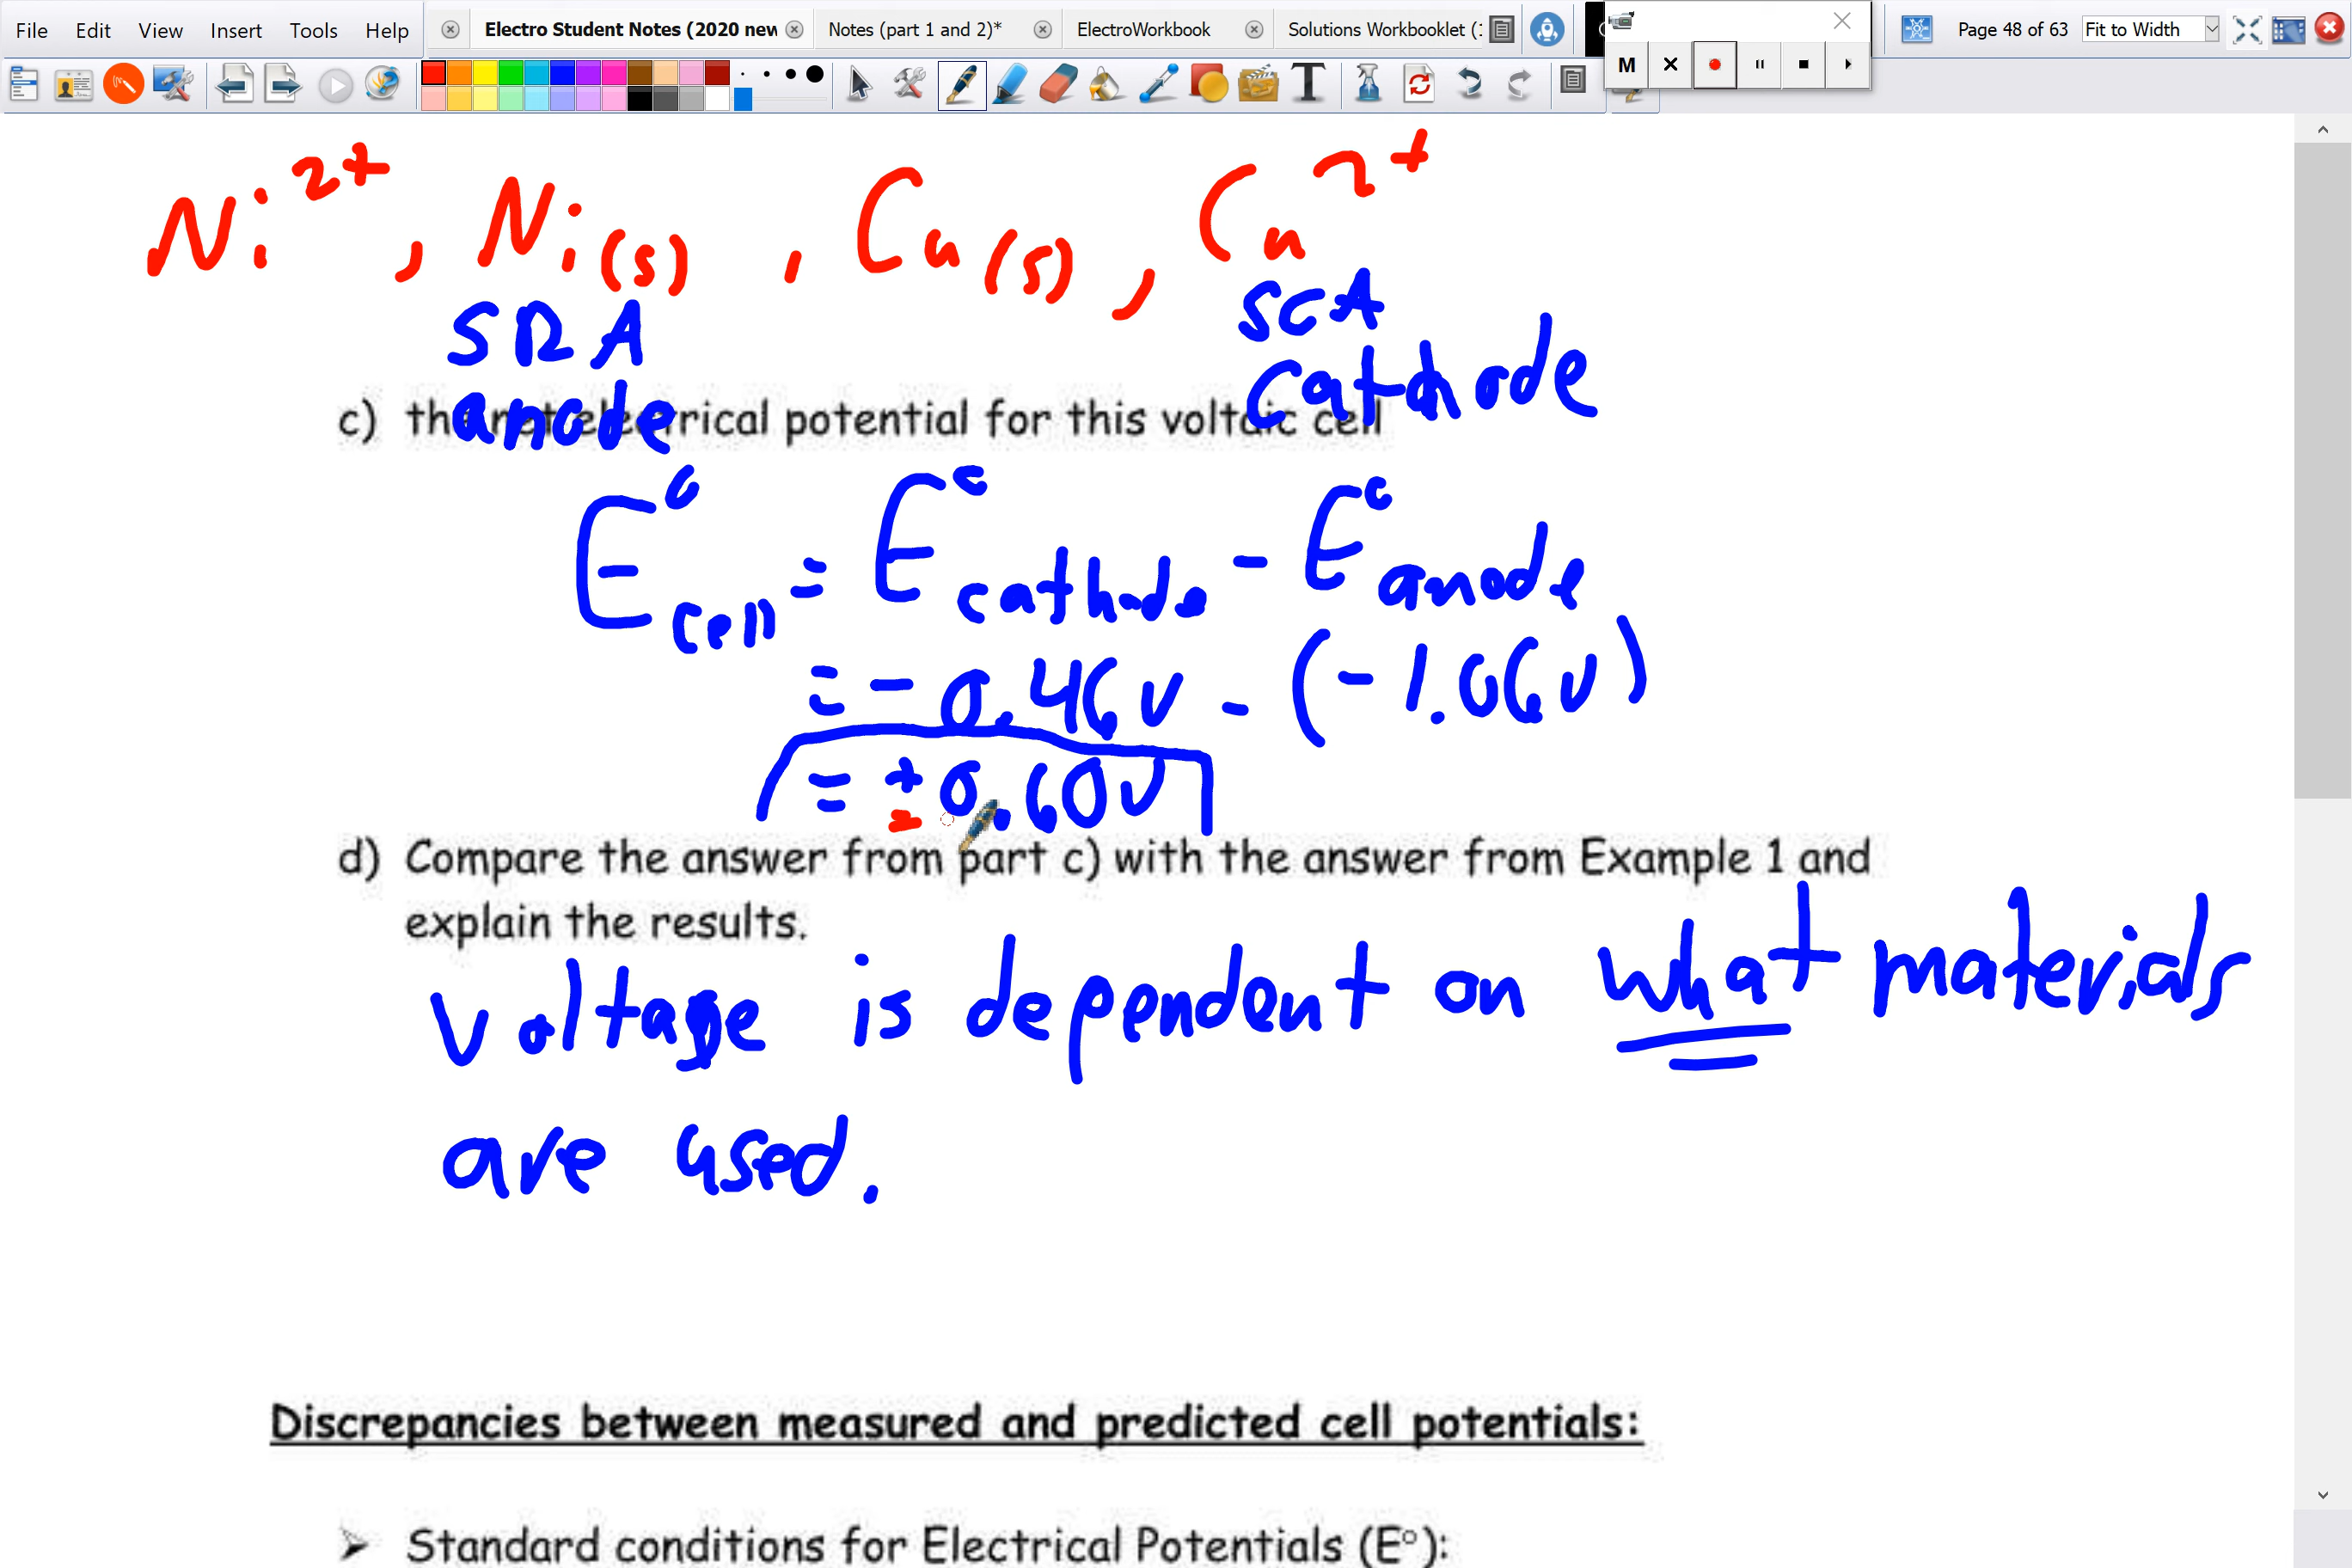 File Edit View Insert Tools Help Electro Student Notes (2020 new Notes (part 1 and 2)* ElectroWorkbook Solutions Workbooklet (1 Page 48 of 63 Fit to Width
M
T
Ni²⁺ , Ni(s) , Cu(s) , Cu²⁺
SRA SOA
anode cathode
c) the net electrical potential for this voltaic cell
E° cell = E° cathode - E° anode
= - 0.46V - (-1.06V)
= +0.60V
d) Compare the answer from part c) with the answer from Example 1 and
explain the results.
Voltage is dependent on what materials
are used.
Discrepancies between measured and predicted cell potentials:
➤ Standard conditions for Electrical Potentials (E°):